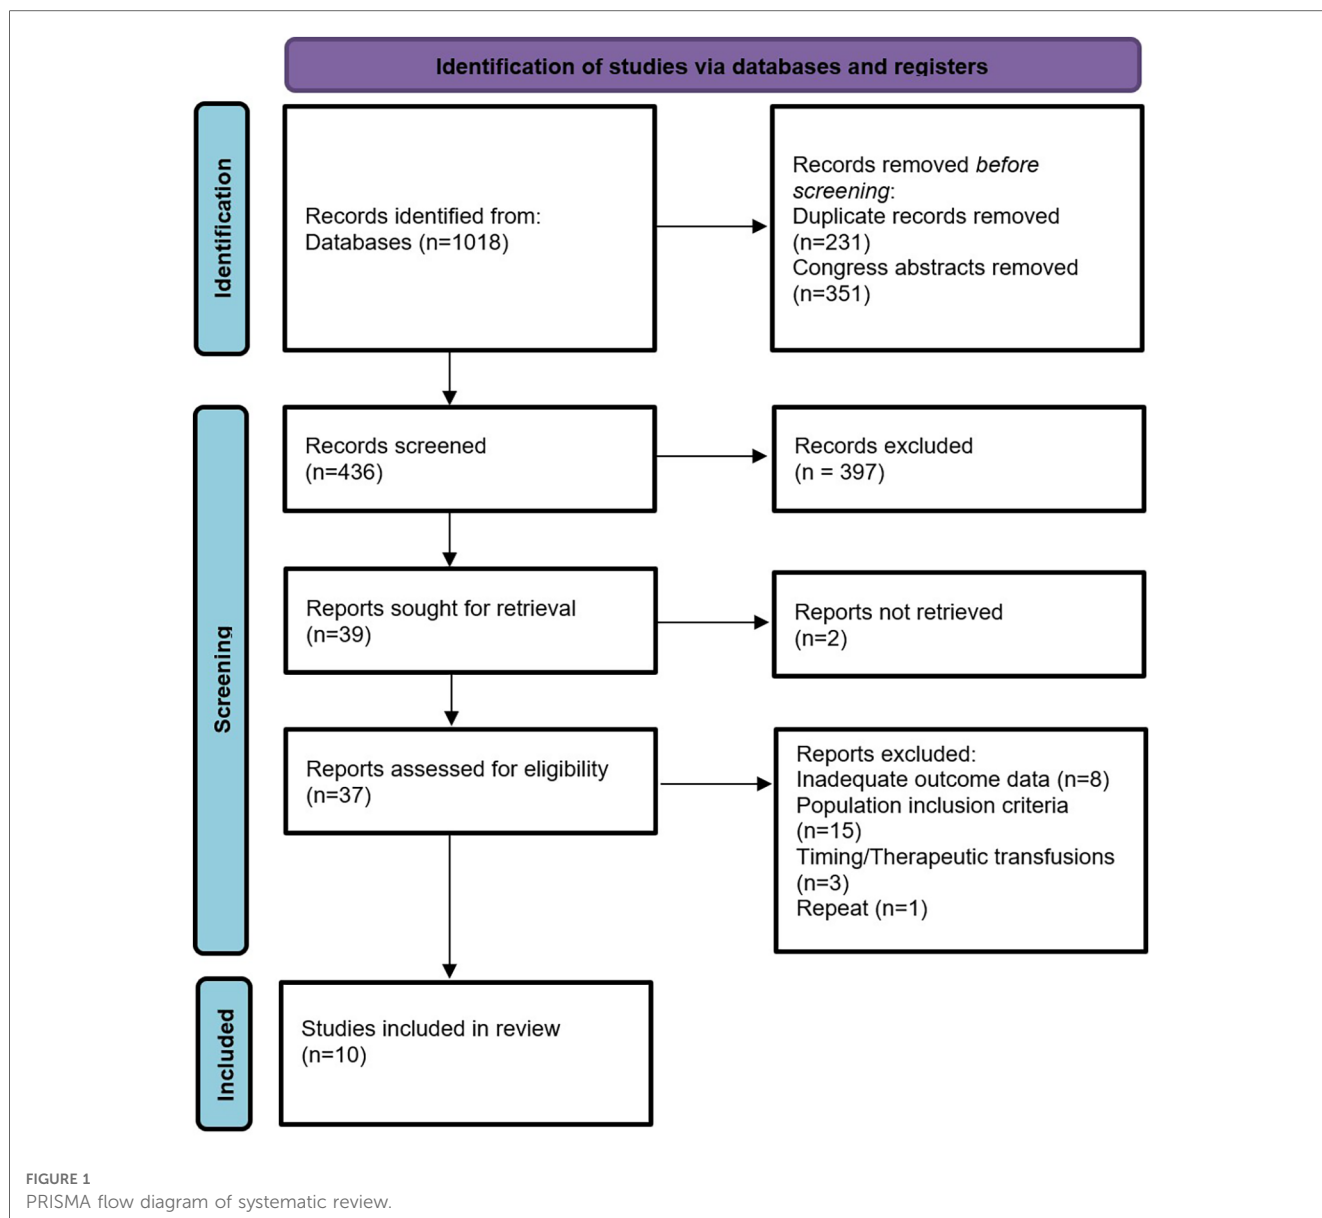 Identification of studies via databases and registers
Identification
Records identified from:
Databases (n=1018)
Records removed before
screening:
Duplicate records removed
(n=231)
Congress abstracts removed
(n=351)
Screening
Records screened
(n=436)
Records excluded
(n = 397)
Reports sought for retrieval
(n=39)
Reports not retrieved
(n=2)
Reports assessed for eligibility
(n=37)
Reports excluded:
Inadequate outcome data (n=8)
Population inclusion criteria
(n=15)
Timing/Therapeutic transfusions
(n=3)
Repeat (n=1)
Included
Studies included in review
(n=10)
FIGURE 1
PRISMA flow diagram of systematic review.